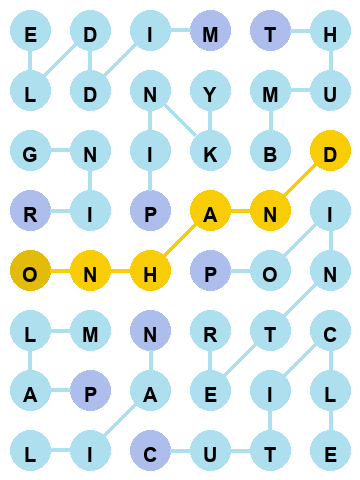 E D I M T H
L D N Y M U
G N I K B D
R I P A N I
O N H P O N
L M N R T C
A P A E I L
L I C U T E